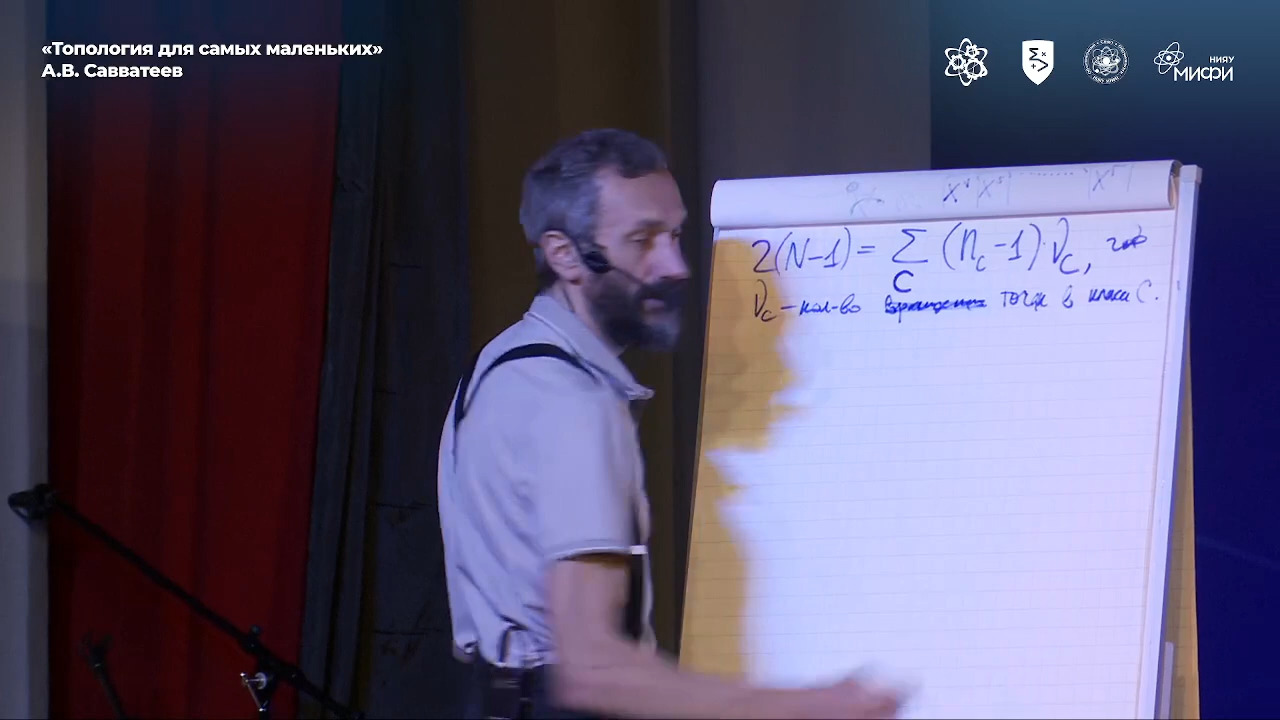 «Топология для самых маленьких»
А.В. Савватеев
НИЯУ
МИФИ
2(N-1) = Σ (n_c -1) ν_c, где
C
ν_c - кол-во точек в классе C.